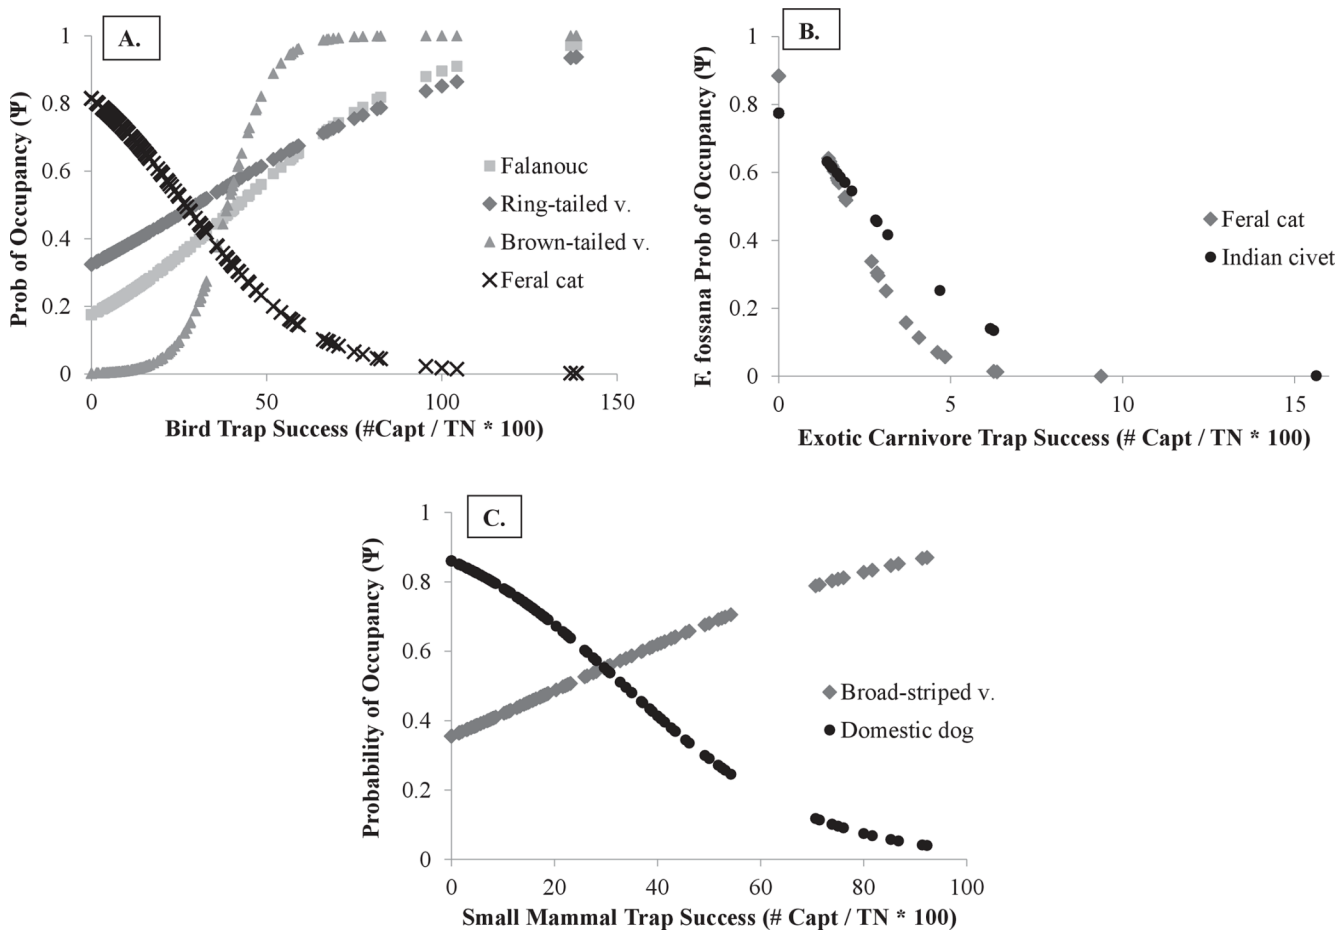 A.
Prob of Occupancy (Ψ)
1
0.8
0.6
0.4
0.2
0
0
50
100
150
Bird Trap Success (#Capt / TN * 100)
Falanouc
Ring-tailed v.
Brown-tailed v.
Feral cat
B.
F. fossana Prob of Occupancy (Ψ)
1
0.8
0.6
0.4
0.2
0
0
5
10
15
Exotic Carnivore Trap Success (# Capt / TN * 100)
Feral cat
Indian civet
C.
Probability of Occupancy (Ψ)
1
0.8
0.6
0.4
0.2
0
0
20
40
60
80
100
Small Mammal Trap Success (# Capt / TN * 100)
Broad-striped v.
Domestic dog